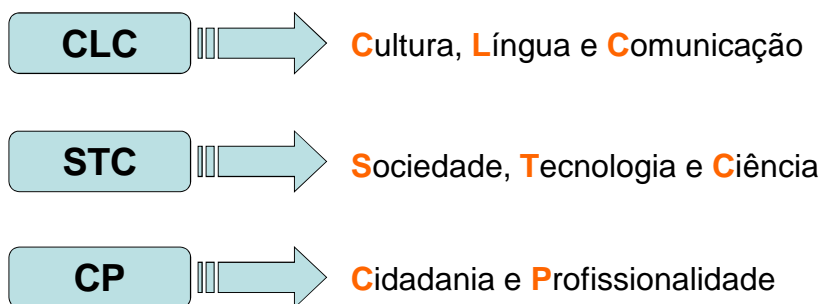 CLC Cultura, Língua e Comunicação
STC Sociedade, Tecnologia e Ciência
CP Cidadania e Profissionalidade